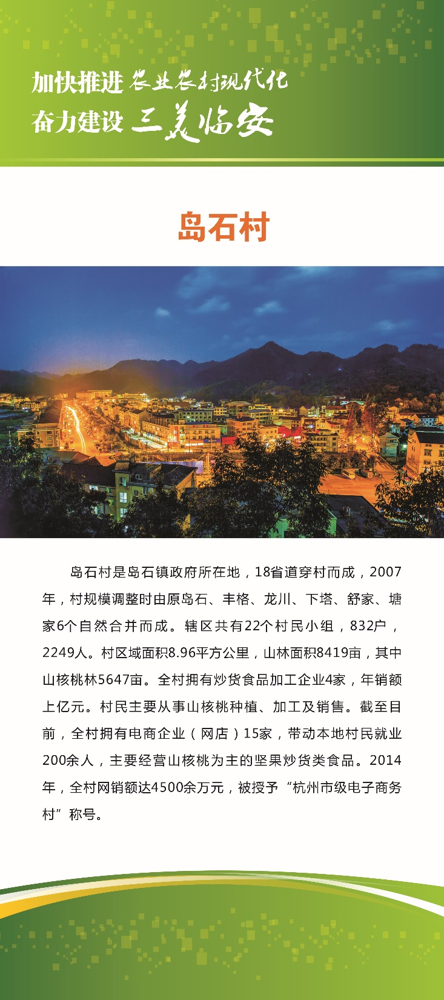 加快推进农业农村现代化
奋力建设三美临安
岛石村
岛石村是岛石镇政府所在地，18省道穿村而成，2007
年，村规模调整时由原岛石、丰格、龙川、下塔、舒家、塘
家6个自然合并而成。辖区共有22个村民小组，832户，
2249人。村区域面积8.96平方公里，山林面积8419亩，其中
山核桃林5647亩。全村拥有炒货食品加工企业4家，年销额
上亿元。村民主要从事山核桃种植、加工及销售。截至目
前，全村拥有电商企业（网店）15家，带动本地村民就业
200余人，主要经营山核桃为主的坚果炒货类食品。2014
年，全村网销额达4500余万元，被授予“杭州市级电子商务
村”称号。